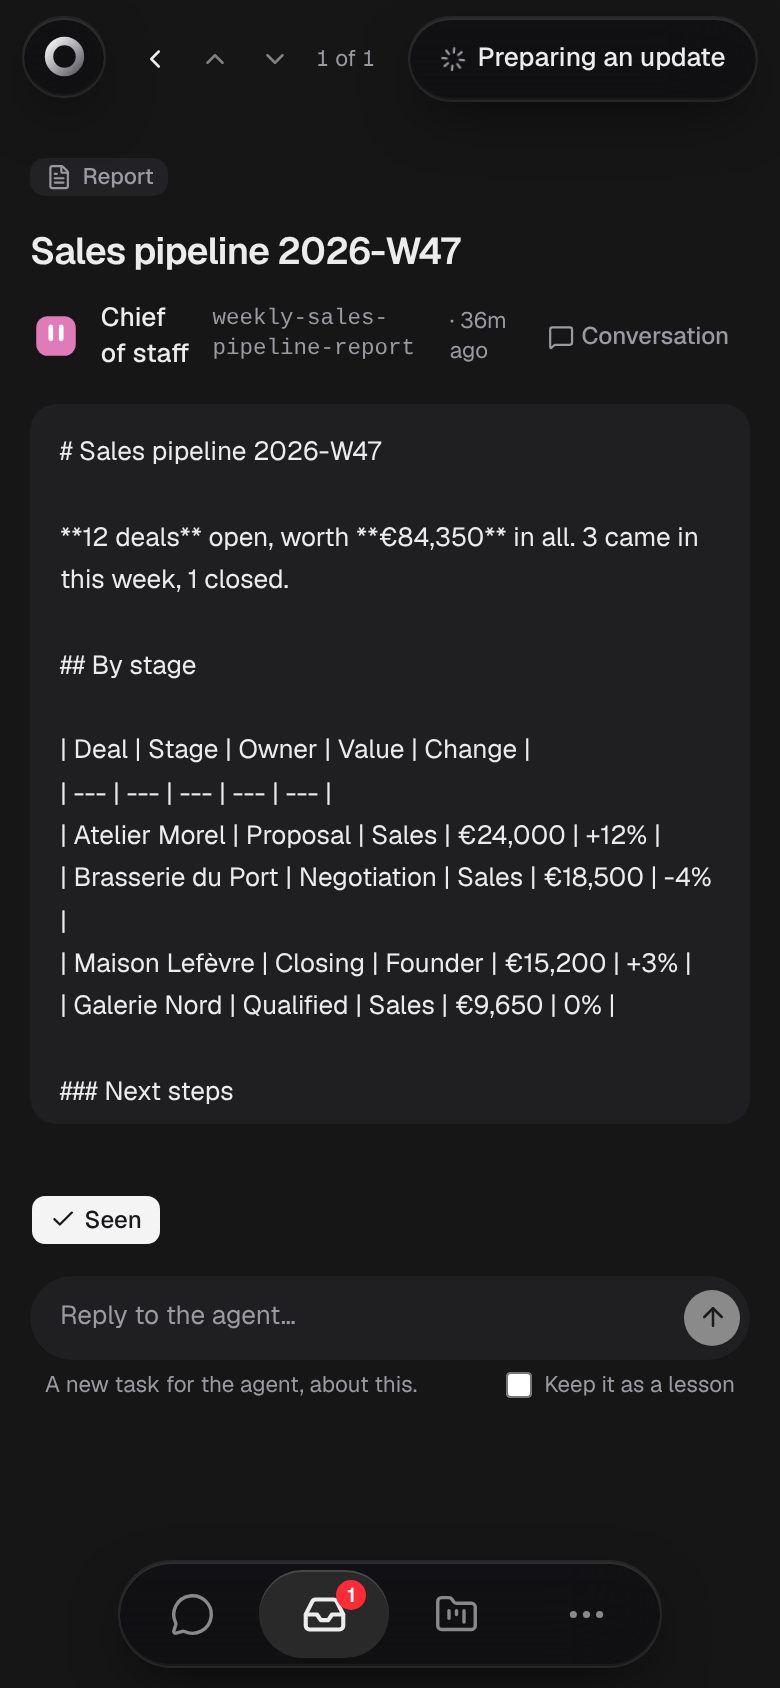 1 of 1
Preparing an update
Report
Sales pipeline 2026-W47
Chief
of staff
weekly-sales-
pipeline-report
· 36m
ago
Conversation
# Sales pipeline 2026-W47
**12 deals** open, worth **€84,350** in all. 3 came in
this week, 1 closed.
## By stage
| Deal | Stage | Owner | Value | Change |
| --- | --- | --- | --- | --- |
| Atelier Morel | Proposal | Sales | €24,000 | +12% |
| Brasserie du Port | Negotiation | Sales | €18,500 | -4%
|
| Maison Lefèvre | Closing | Founder | €15,200 | +3% |
| Galerie Nord | Qualified | Sales | €9,650 | 0% |
### Next steps
Seen
Reply to the agent...
A new task for the agent, about this.
Keep it as a lesson
1